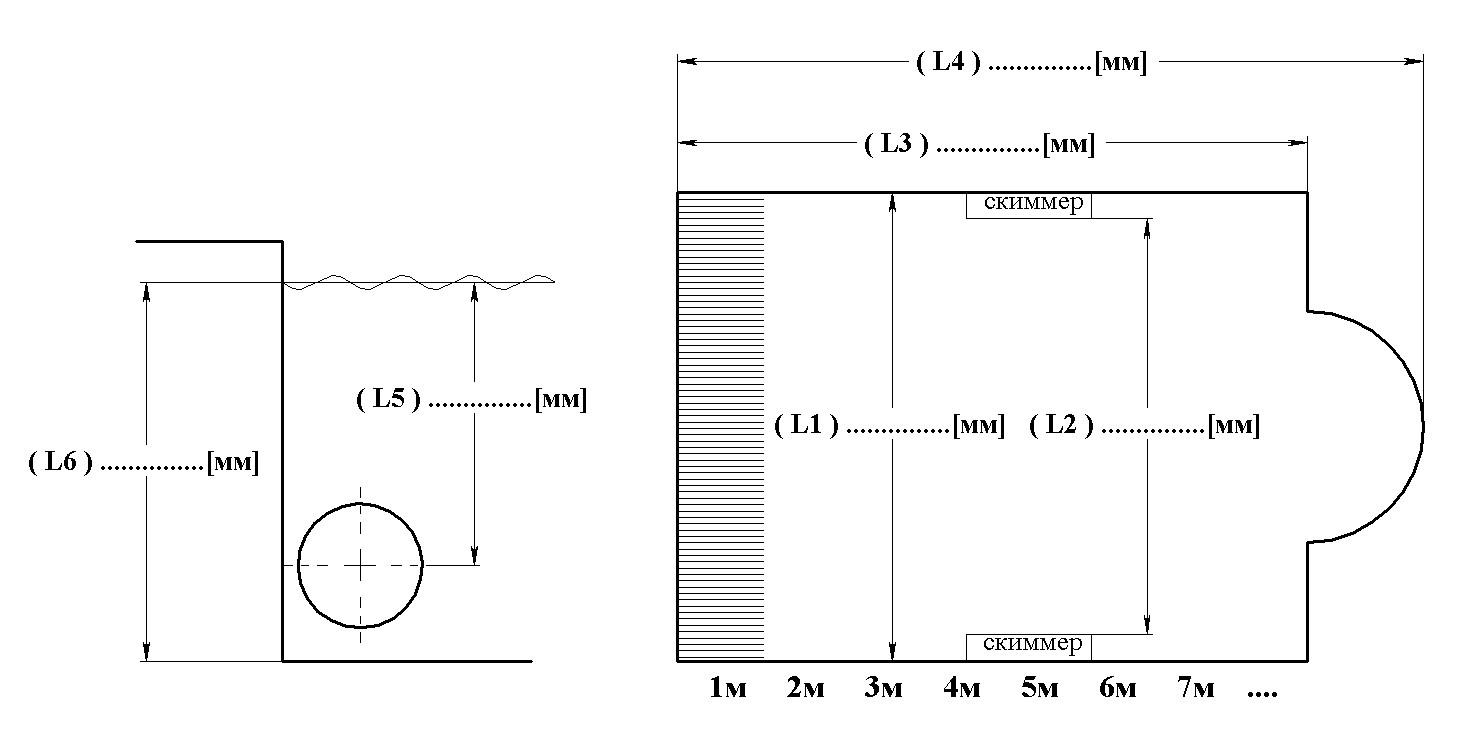 ( L4 ) ...............[мм]
( L3 ) ...............[мм]
скиммер
( L5 ) ...............[мм]
( L1 ) ...............[мм]
( L2 ) ...............[мм]
( L6 ) ...............[мм]
скиммер
1м 2м 3м 4м 5м 6м 7м ....